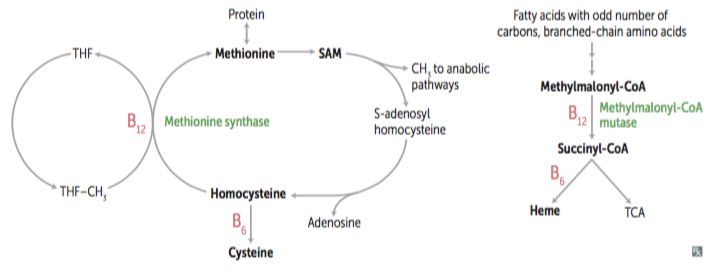 Protein
THF
Methionine
SAM
CH3 to anabolic
pathways
B12
Methionine synthase
S-adenosyl
homocysteine
THF–CH3
Homocysteine
Adenosine
B6
Cysteine
Fatty acids with odd number of
carbons, branched-chain amino acids
Methylmalonyl-CoA
B12
Methylmalonyl-CoA
mutase
Succinyl-CoA
B6
Heme
TCA